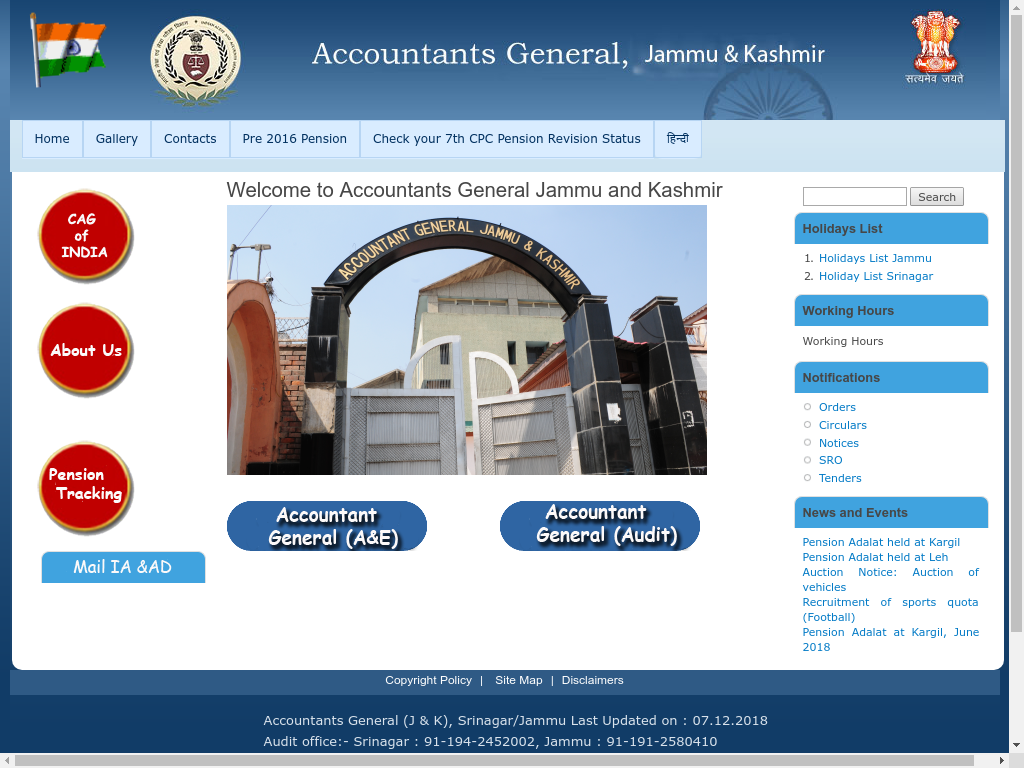 Accountants General, Jammu & Kashmir
सत्यमेव जयते
Home
Gallery
Contacts
Pre 2016 Pension
Check your 7th CPC Pension Revision Status
हिन्दी
CAG
of
INDIA
About Us
Pension
Tracking
Mail IA &AD
Welcome to Accountants General Jammu and Kashmir
ACCOUNTANT GENERAL JAMMU & KASHMIR
Accountant
General (A&E)
Accountant
General (Audit)
Search
Holidays List
1. Holidays List Jammu
2. Holiday List Srinagar
Working Hours
Working Hours
Notifications
Orders
Circulars
Notices
SRO
Tenders
News and Events
Pension Adalat held at Kargil
Pension Adalat held at Leh
Auction Notice: Auction of
vehicles
Recruitment of sports quota
(Football)
Pension Adalat at Kargil, June
2018
Copyright Policy | Site Map | Disclaimers
Accountants General (J & K), Srinagar/Jammu Last Updated on : 07.12.2018
Audit office:- Srinagar : 91-194-2452002, Jammu : 91-191-2580410